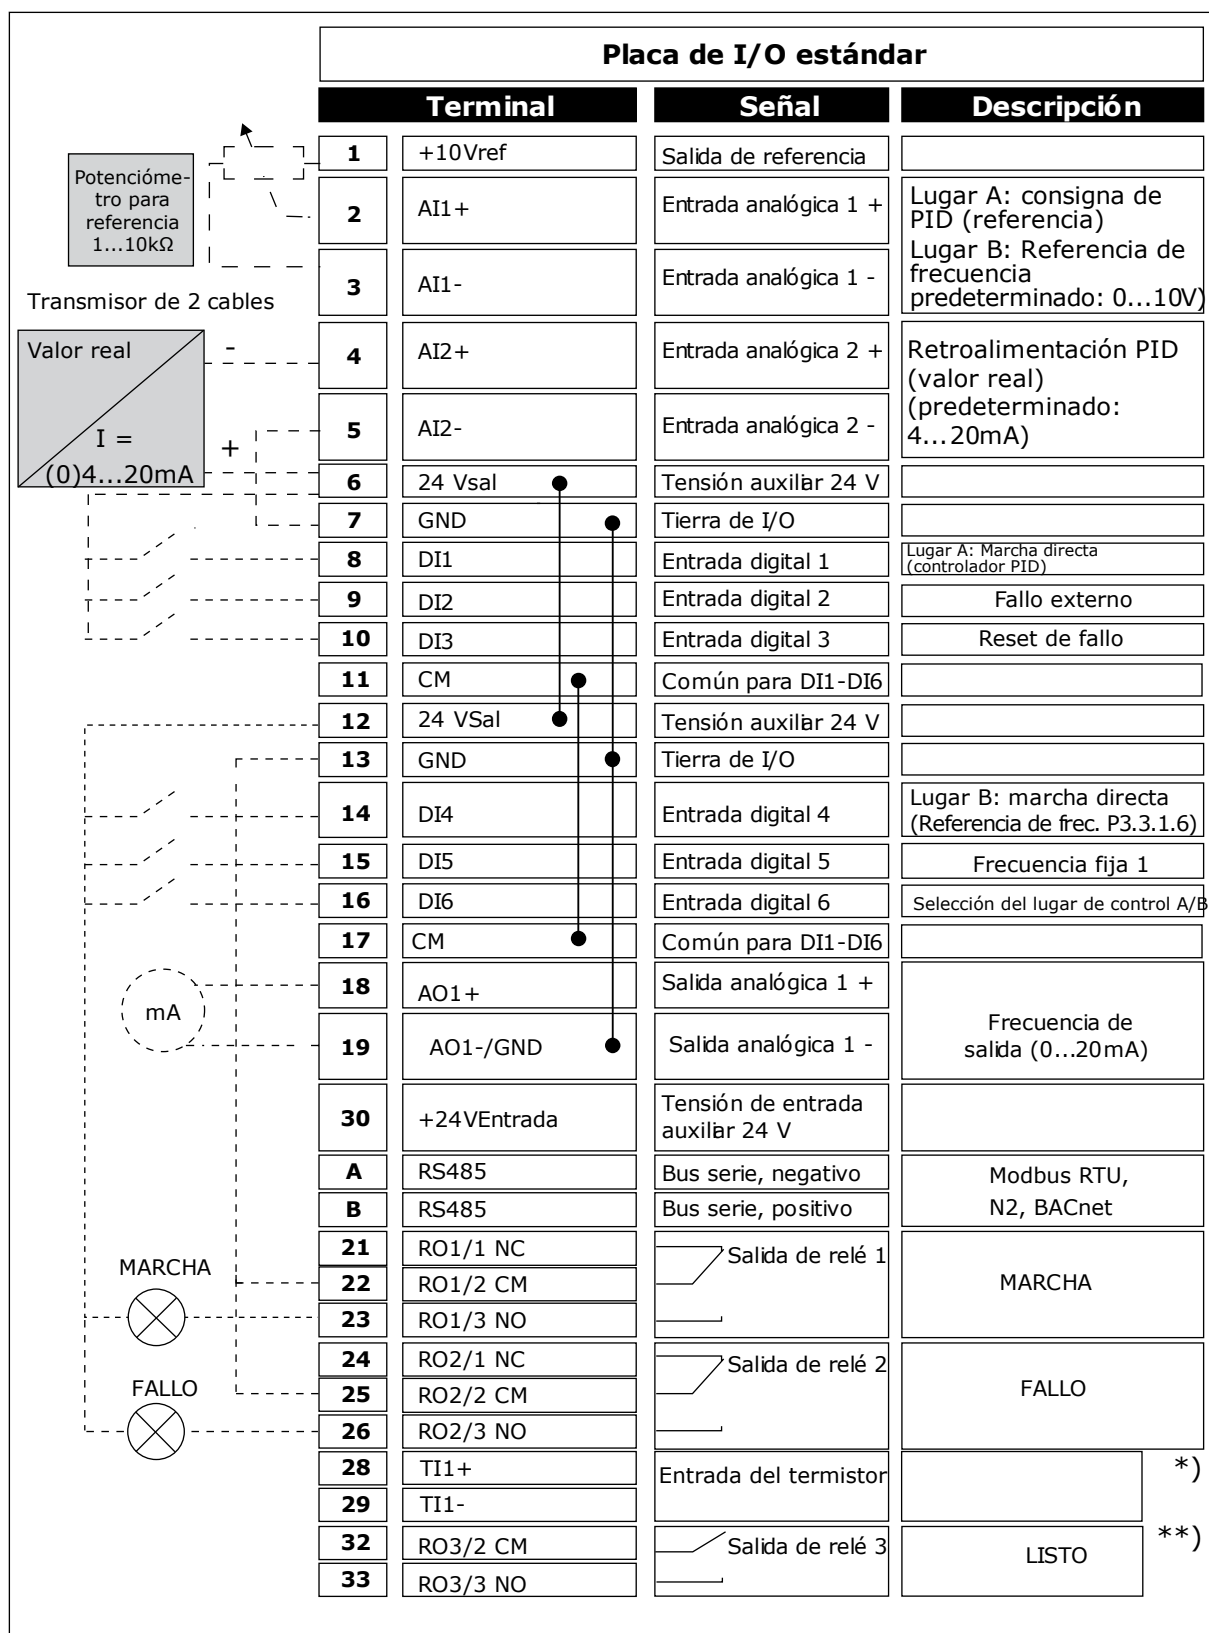 Placa de I/O estándar
Terminal Señal Descripción
Potencióme-
tro para
referencia
1...10kΩ
1 +10Vref Salida de referencia
2 AI1+ Entrada analógica 1 +
Lugar A: consigna de
PID (referencia)
Lugar B: Referencia de
frecuencia
predeterminado: 0...10V)
3 AI1- Entrada analógica 1 -
Transmisor de 2 cables
Valor real
-
I =
+
(0)4...20mA
4 AI2+ Entrada analógica 2 +
Retroalimentación PID
(valor real)
(predeterminado:
4...20mA)
5 AI2- Entrada analógica 2 -
6 24 Vsal Tensión auxiliar 24 V
7 GND Tierra de I/O
8 DI1 Entrada digital 1
Lugar A: Marcha directa
(controlador PID)
9 DI2 Entrada digital 2 Fallo externo
10 DI3 Entrada digital 3 Reset de fallo
11 CM Común para DI1-DI6
12 24 VSal Tensión auxiliar 24 V
13 GND Tierra de I/O
14 DI4 Entrada digital 4
Lugar B: marcha directa
(Referencia de frec. P3.3.1.6)
15 DI5 Entrada digital 5 Frecuencia fija 1
16 DI6 Entrada digital 6 Selección del lugar de control A/B
17 CM Común para DI1-DI6
mA
18 AO1+ Salida analógica 1 +
19 AO1-/GND Salida analógica 1 -
Frecuencia de
salida (0...20mA)
30 +24VEntrada
Tensión de entrada
auxiliar 24 V
A RS485 Bus serie, negativo
B RS485 Bus serie, positivo
Modbus RTU,
N2, BACnet
21 RO1/1 NC Salida de relé 1
MARCHA
22 RO1/2 CM MARCHA
23 RO1/3 NO
24 RO2/1 NC Salida de relé 2
FALLO
25 RO2/2 CM FALLO
26 RO2/3 NO
28 TI1+ Entrada del termistor *)
29 TI1-
32 RO3/2 CM Salida de relé 3 LISTO **)
33 RO3/3 NO